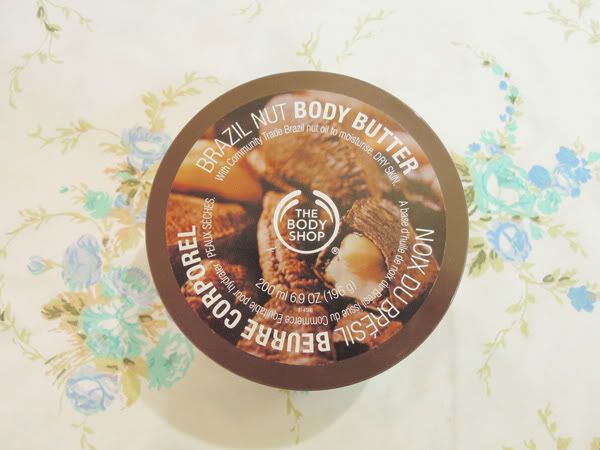 BRAZIL NUT BODY BUTTER
With Community Trade Brazil nut oil to moisturise. DRY SKIN.
THE
BODY
SHOP
®
200 ml 6.9 OZ (196 g)
NOIX DU BRÉSIL BEURRE CORPOREL
A base d'huile de noix du Brésil issue du Commerce Equitable pour hydrater. PEAUX SÈCHES.